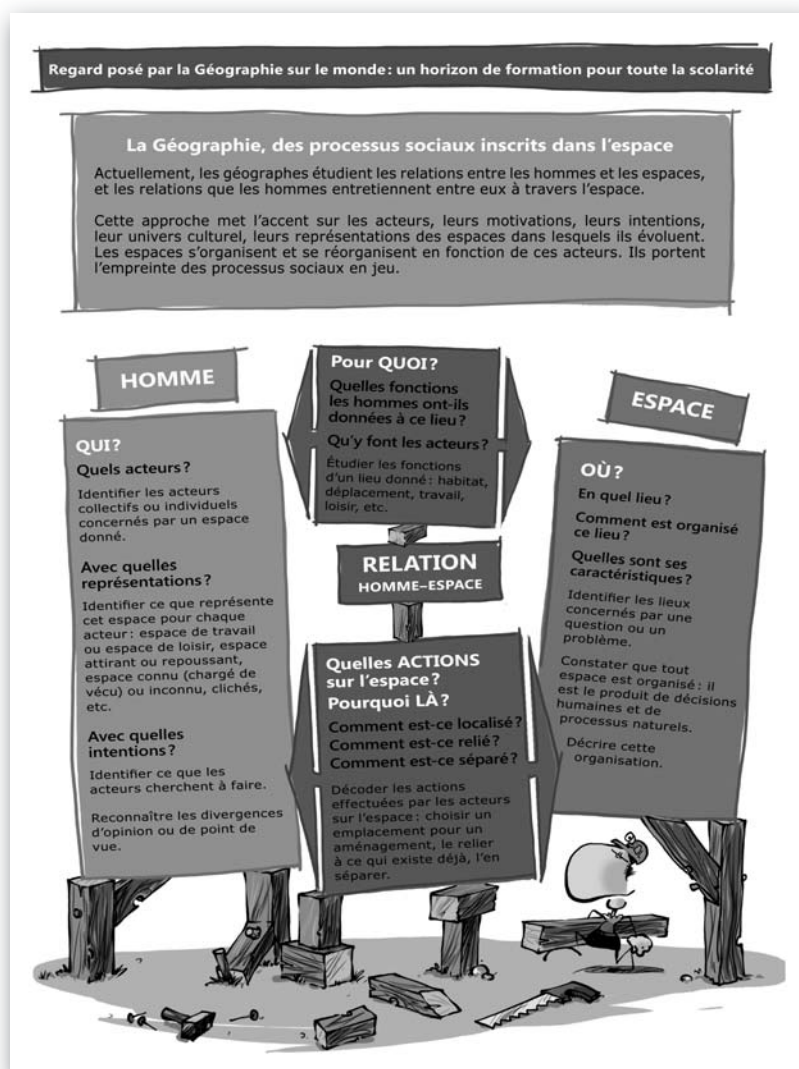 Regard posé par la Géographie sur le monde : un horizon de formation pour toute la scolarité
La Géographie, des processus sociaux inscrits dans l'espace
Actuellement, les géographes étudient les relations entre les hommes et les espaces,
et les relations que les hommes entretiennent entre eux à travers l'espace.
Cette approche met l'accent sur les acteurs, leurs motivations, leurs intentions,
leur univers culturel, leurs représentations des espaces dans lesquels ils évoluent.
Les espaces s'organisent et se réorganisent en fonction de ces acteurs. Ils portent
l'empreinte des processus sociaux en jeu.
HOMME
QUI ?
Quels acteurs ?
Identifier les acteurs
collectifs ou individuels
concernés par un espace
donné.
Avec quelles
représentations ?
Identifier ce que représente
cet espace pour chaque
acteur : espace de travail
ou espace de loisir, espace
attirant ou repoussant,
espace connu (chargé de
vécu) ou inconnu, clichés,
etc.
Avec quelles
intentions ?
Identifier ce que les
acteurs cherchent à faire.
Reconnaître les divergences
d'opinion ou de point de
vue.
Pour QUOI ?
Quelles fonctions
les hommes ont-ils
données à ce lieu ?
Qu'y font les acteurs ?
Étudier les fonctions
d'un lieu donné : habitat,
déplacement, travail,
loisir, etc.
RELATION
HOMME–ESPACE
Quelles ACTIONS
sur l'espace ?
Pourquoi LÀ ?
Comment est-ce localisé ?
Comment est-ce relié ?
Comment est-ce séparé ?
Décoder les actions
effectuées par les acteurs
sur l'espace : choisir un
emplacement pour un
aménagement, le relier
à ce qui existe déjà, l'en
séparer.
ESPACE
OÙ ?
En quel lieu ?
Comment est organisé
ce lieu ?
Quelles sont ses
caractéristiques ?
Identifier les lieux
concernés par une
question ou un
problème.
Constater que tout
espace est organisé : il
est le produit de décisions
humaines et de
processus naturels.
Décrire cette
organisation.